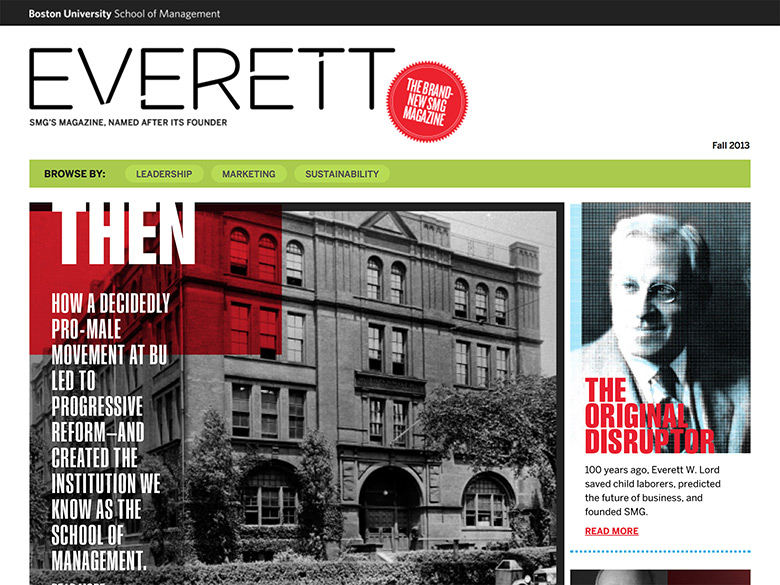 Boston University School of Management
EVERETT
SMG'S MAGAZINE, NAMED AFTER ITS FOUNDER
THE BRAND-
NEW SMG
MAGAZINE
Fall 2013
BROWSE BY:
LEADERSHIP
MARKETING
SUSTAINABILITY
THEN
HOW A DECIDEDLY
PRO-MALE
MOVEMENT AT BU
LED TO
PROGRESSIVE
REFORM—AND
CREATED THE
INSTITUTION WE
KNOW AS THE
SCHOOL OF
MANAGEMENT.
READ MORE
THE
ORIGINAL
DISRUPTOR
100 years ago, Everett W. Lord
saved child laborers, predicted
the future of business, and
founded SMG.
READ MORE